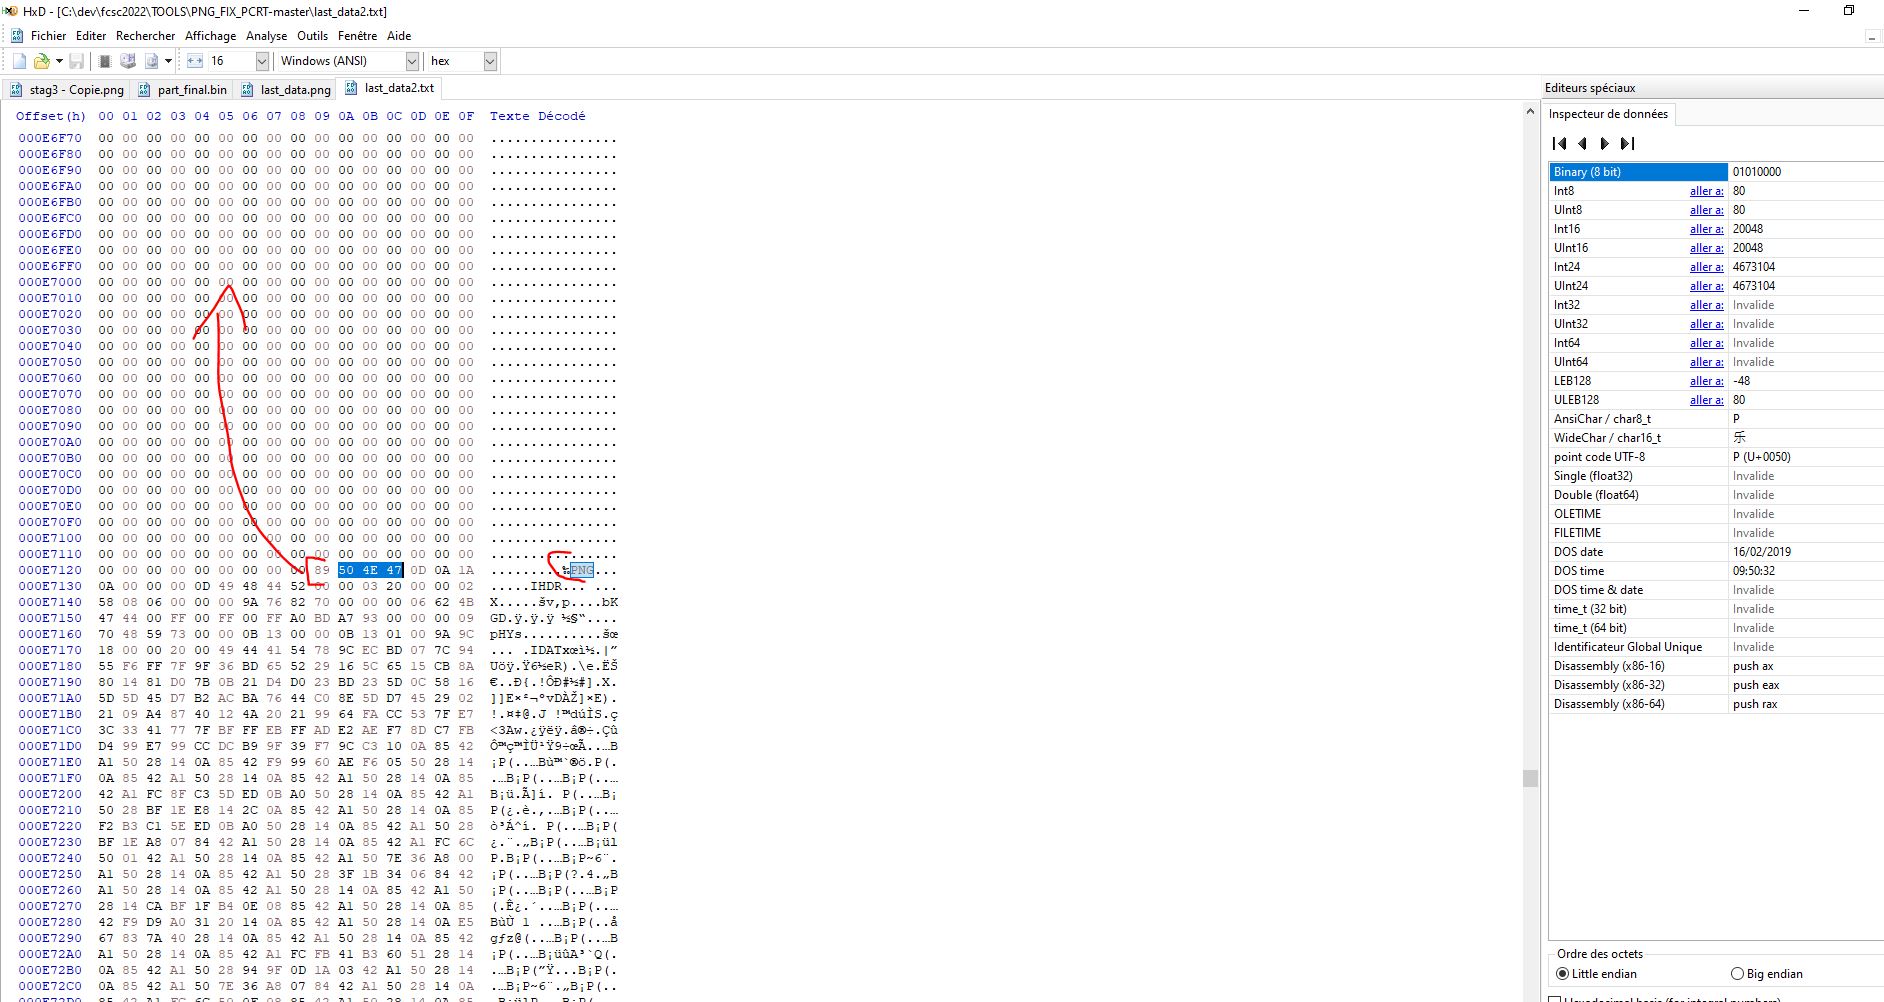 HxD - [C:\dev\fcsc2022\TOOLS\PNG_FIX_PCRT-master\last_data2.txt]
Fichier Editer Rechercher Affichage Analyse Outils Fenêtre Aide
16 Windows (ANSI) hex
stag3 - Copie.png part_final.bin last_data.png last_data2.txt
Offset(h) 00 01 02 03 04 05 06 07 08 09 0A 0B 0C 0D 0E 0F Texte Décodé
000E6F70 00 00 00 00 00 00 00 00 00 00 00 00 00 00 00 00 ................
000E6F80 00 00 00 00 00 00 00 00 00 00 00 00 00 00 00 00 ................
000E6F90 00 00 00 00 00 00 00 00 00 00 00 00 00 00 00 00 ................
000E6FA0 00 00 00 00 00 00 00 00 00 00 00 00 00 00 00 00 ................
000E6FB0 00 00 00 00 00 00 00 00 00 00 00 00 00 00 00 00 ................
000E6FC0 00 00 00 00 00 00 00 00 00 00 00 00 00 00 00 00 ................
000E6FD0 00 00 00 00 00 00 00 00 00 00 00 00 00 00 00 00 ................
000E6FE0 00 00 00 00 00 00 00 00 00 00 00 00 00 00 00 00 ................
000E6FF0 00 00 00 00 00 00 00 00 00 00 00 00 00 00 00 00 ................
000E7000 00 00 00 00 00 00 00 00 00 00 00 00 00 00 00 00 ................
000E7010 00 00 00 00 00 00 00 00 00 00 00 00 00 00 00 00 ................
000E7020 00 00 00 00 00 00 00 00 00 00 00 00 00 00 00 00 ................
000E7030 00 00 00 00 00 00 00 00 00 00 00 00 00 00 00 00 ................
000E7040 00 00 00 00 00 00 00 00 00 00 00 00 00 00 00 00 ................
000E7050 00 00 00 00 00 00 00 00 00 00 00 00 00 00 00 00 ................
000E7060 00 00 00 00 00 00 00 00 00 00 00 00 00 00 00 00 ................
000E7070 00 00 00 00 00 00 00 00 00 00 00 00 00 00 00 00 ................
000E7080 00 00 00 00 00 00 00 00 00 00 00 00 00 00 00 00 ................
000E7090 00 00 00 00 00 00 00 00 00 00 00 00 00 00 00 00 ................
000E70A0 00 00 00 00 00 00 00 00 00 00 00 00 00 00 00 00 ................
000E70B0 00 00 00 00 00 00 00 00 00 00 00 00 00 00 00 00 ................
000E70C0 00 00 00 00 00 00 00 00 00 00 00 00 00 00 00 00 ................
000E70D0 00 00 00 00 00 00 00 00 00 00 00 00 00 00 00 00 ................
000E70E0 00 00 00 00 00 00 00 00 00 00 00 00 00 00 00 00 ................
000E70F0 00 00 00 00 00 00 00 00 00 00 00 00 00 00 00 00 ................
000E7100 00 00 00 00 00 00 00 00 00 00 00 00 00 00 00 00 ................
000E7110 00 00 00 00 00 00 00 00 00 00 00 00 00 00 00 00 ................
000E7120 00 00 00 00 00 00 00 00 00 89 50 4E 47 0D 0A 1A .........‰PNG...
000E7130 0A 00 00 00 0D 49 48 44 52 00 00 03 20 00 00 02 .....IHDR... ...
000E7140 58 08 06 00 00 00 9A 76 82 70 00 00 00 06 62 4B X.....šv‚p....bK
000E7150 47 44 00 FF 00 FF 00 FF A0 BD A7 93 00 00 00 09 GD.ÿ.ÿ.ÿ ½§“....
000E7160 70 48 59 73 00 00 0B 13 00 00 0B 13 01 00 9A 9C pHYs..........šœ
000E7170 18 00 00 20 00 49 44 41 54 78 9C EC BD 07 7C 94 ... .IDATxœì½.|”
000E7180 55 F6 FF 7F 9F 36 BD 65 52 29 16 5C 65 15 CB 8A Uöÿ.Ÿ6½eR).\e.ËŠ
000E7190 80 14 81 D0 7B 0B 21 D4 D0 23 BD 23 5D 0C 58 16 €..Ð{.!ÔÐ#½#].X.
000E71A0 5D 5D 45 D7 B2 AC BA 76 44 C0 8E 5D D7 45 29 02 ]]E×²¬ºvDÀŽ]×E).
000E71B0 21 09 A4 87 40 12 4A 20 21 99 64 FA CC 53 7F E7 !.¤‡@.J !™dúÌS.ç
000E71C0 3C 33 41 77 7F BF FF EB FF AD E2 AE F7 8D C7 FB <3Aw.¿ÿëÿ.â®÷.Çû
000E71D0 D4 99 E7 99 CC DC B9 9F 39 F7 9C C3 10 0A 85 42 Ô™ç™ÌÜ¹Ÿ9÷œÃ..…B
000E71E0 A1 50 28 14 0A 85 42 F9 99 60 AE F6 05 50 28 14 ¡P(..…Bù™`®ö.P(.
000E71F0 0A 85 42 A1 50 28 14 0A 85 42 A1 50 28 14 0A 85 .…B¡P(..…B¡P(..…
000E7200 42 A1 FC 8F C3 5D ED 0B A0 50 28 14 0A 85 42 A1 B¡ü.Ã]í. P(..…B¡
000E7210 50 28 BF 1E E8 14 2C 0A 85 42 A1 50 28 14 0A 85 P(¿.è.,.…B¡P(..…
000E7220 F2 B3 C1 5E ED 0B A0 50 28 14 0A 85 42 A1 50 28 ò³Á^í. P(..…B¡P(
000E7230 BF 1E A8 07 84 42 A1 50 28 14 0A 85 42 A1 FC 6C ¿.¨.„B¡P(..…B¡ül
000E7240 50 01 42 A1 50 28 14 0A 85 42 A1 50 7E 36 A8 00 P.B¡P(..…B¡P~6¨.
000E7250 A1 50 28 14 0A 85 42 A1 50 28 3F 1B 34 06 84 42 ¡P(..…B¡P(?.4.„B
000E7260 A1 50 28 14 0A 85 42 A1 50 28 14 0A 85 42 A1 50 ¡P(..…B¡P(..…B¡P
000E7270 28 14 CA BF 1F B4 0E 08 85 42 A1 50 28 14 0A 85 (.Ê¿.´..…B¡P(..…
000E7280 42 F9 D9 A0 31 20 14 0A 85 42 A1 50 28 14 0A E5 BùÙ 1 ..…B¡P(..å
000E7290 67 83 7A 40 28 14 0A 85 42 A1 50 28 14 0A 85 42 gƒz@(..…B¡P(..…B
000E72A0 A1 50 28 14 0A 85 42 A1 FC FB 41 B3 60 51 28 14 ¡P(..…B¡üûA³`Q(.
000E72B0 0A 85 42 A1 50 28 94 9F 0D 1A 03 42 A1 50 28 14 .…B¡P(”Ÿ...B¡P(.
000E72C0 0A 85 42 A1 50 7E 36 A8 07 84 42 A1 50 28 14 0A .…B¡P~6¨.„B¡P(..
Editeurs spéciaux
Inspecteur de données
Binary (8 bit) 01010000
Int8 aller a: 80
UInt8 aller a: 80
Int16 aller a: 20048
UInt16 aller a: 20048
Int24 aller a: 4673104
UInt24 aller a: 4673104
Int32 aller a: Invalide
UInt32 aller a: Invalide
Int64 aller a: Invalide
UInt64 aller a: Invalide
LEB128 aller a: -48
ULEB128 aller a: 80
AnsiChar / char8_t P
WideChar / char16_t 乐
point code UTF-8 P (U+0050)
Single (float32) Invalide
Double (float64) Invalide
OLETIME Invalide
FILETIME Invalide
DOS date 16/02/2019
DOS time 09:50:32
DOS time & date Invalide
time_t (32 bit) Invalide
time_t (64 bit) Invalide
Identificateur Global Unique Invalide
Disassembly (x86-16) push ax
Disassembly (x86-32) push eax
Disassembly (x86-64) push rax
Ordre des octets
Little endian Big endian